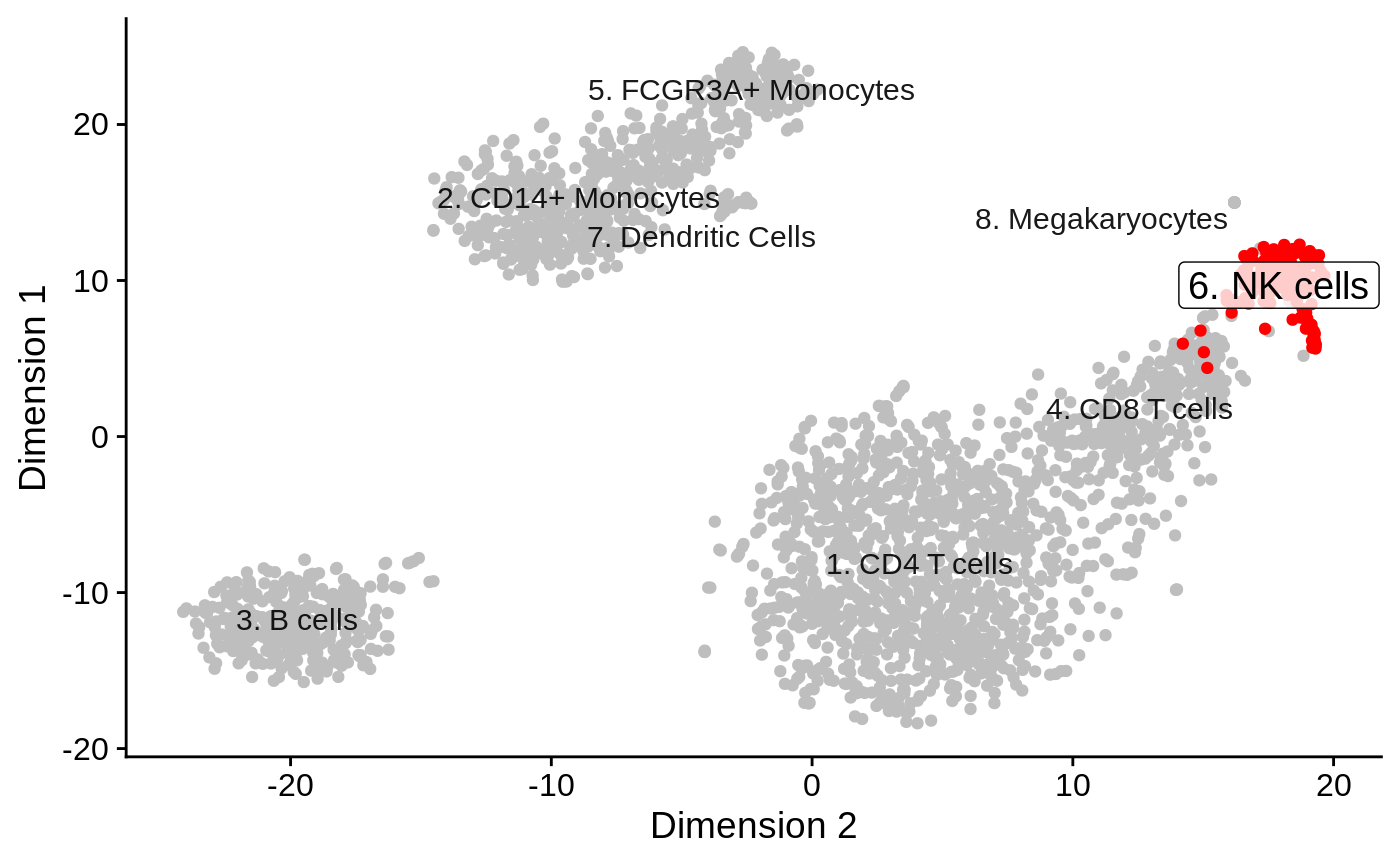 5. FCGR3A+ Monocytes
2. CD14+ Monocytes
7. Dendritic Cells
8. Megakaryocytes
6. NK cells
4. CD8 T cells
1. CD4 T cells
3. B cells
20
10
0
-10
-20
Dimension 1
-20
-10
0
10
20
Dimension 2